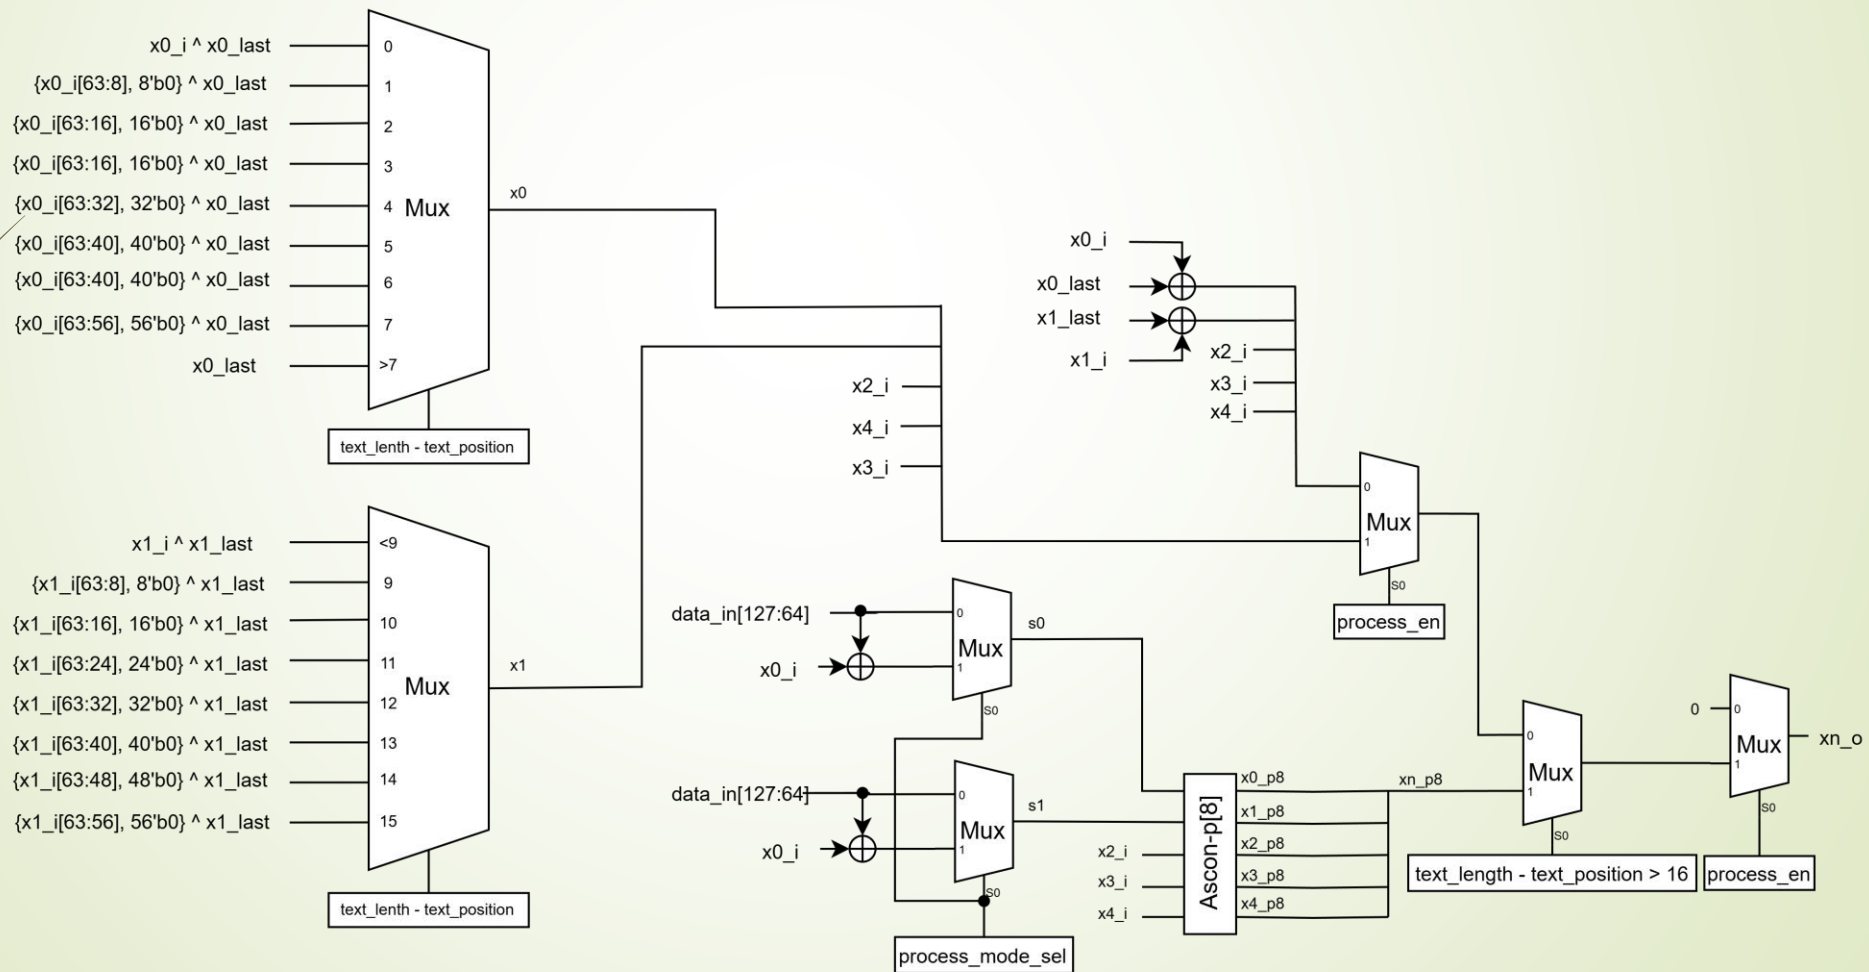 x0_i ^ x0_last
0
{x0_i[63:8], 8'b0} ^ x0_last
1
{x0_i[63:16], 16'b0} ^ x0_last
2
{x0_i[63:16], 16'b0} ^ x0_last
3
{x0_i[63:32], 32'b0} ^ x0_last
4
Mux
{x0_i[63:40], 40'b0} ^ x0_last
5
{x0_i[63:40], 40'b0} ^ x0_last
6
{x0_i[63:56], 56'b0} ^ x0_last
7
x0_last
>7
x0
text_lenth - text_position
x1_i ^ x1_last
<9
{x1_i[63:8], 8'b0} ^ x1_last
9
{x1_i[63:16], 16'b0} ^ x1_last
10
{x1_i[63:24], 24'b0} ^ x1_last
11
{x1_i[63:32], 32'b0} ^ x1_last
12
Mux
{x1_i[63:40], 40'b0} ^ x1_last
13
{x1_i[63:48], 48'b0} ^ x1_last
14
{x1_i[63:56], 56'b0} ^ x1_last
15
x1
text_lenth - text_position
x2_i
x4_i
x3_i
x0_i
x0_last
x1_last
x1_i
x2_i
x3_i
x4_i
0
Mux
1
S0
process_en
data_in[127:64]
0
x0_i
Mux
1
s0
S0
data_in[127:64]
0
x0_i
Mux
1
s1
S0
process_mode_sel
x2_i
x3_i
x4_i
Ascon-p[8]
x0_p8
x1_p8
x2_p8
x3_p8
x4_p8
xn_p8
0
Mux
1
S0
text_length - text_position > 16
0
0
Mux
1
S0
process_en
xn_o